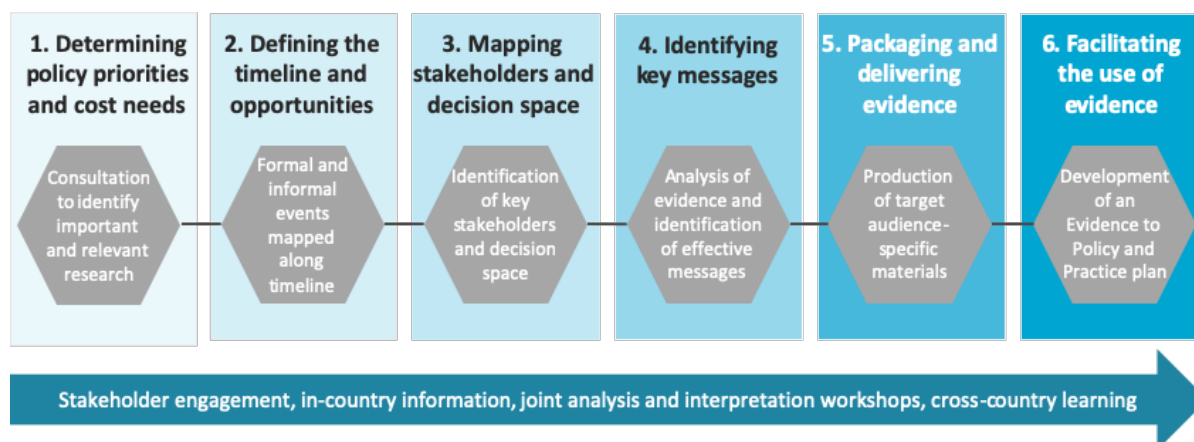 1. Determining
policy priorities
and cost needs
Consultation
to identify
important
and relevant
research
2. Defining the
timeline and
opportunities
Formal and
informal
events
mapped
along
timeline
3. Mapping
stakeholders and
decision space
Identification
of key
stakeholders
and decision
space
4. Identifying
key messages
Analysis of
evidence and
identification
of effective
messages
5. Packaging and
delivering
evidence
Production
of target
audience-
specific
materials
6. Facilitating
the use of
evidence
Development
of an
Evidence to
Policy and
Practice plan
Stakeholder engagement, in-country information, joint analysis and interpretation workshops, cross-country learning